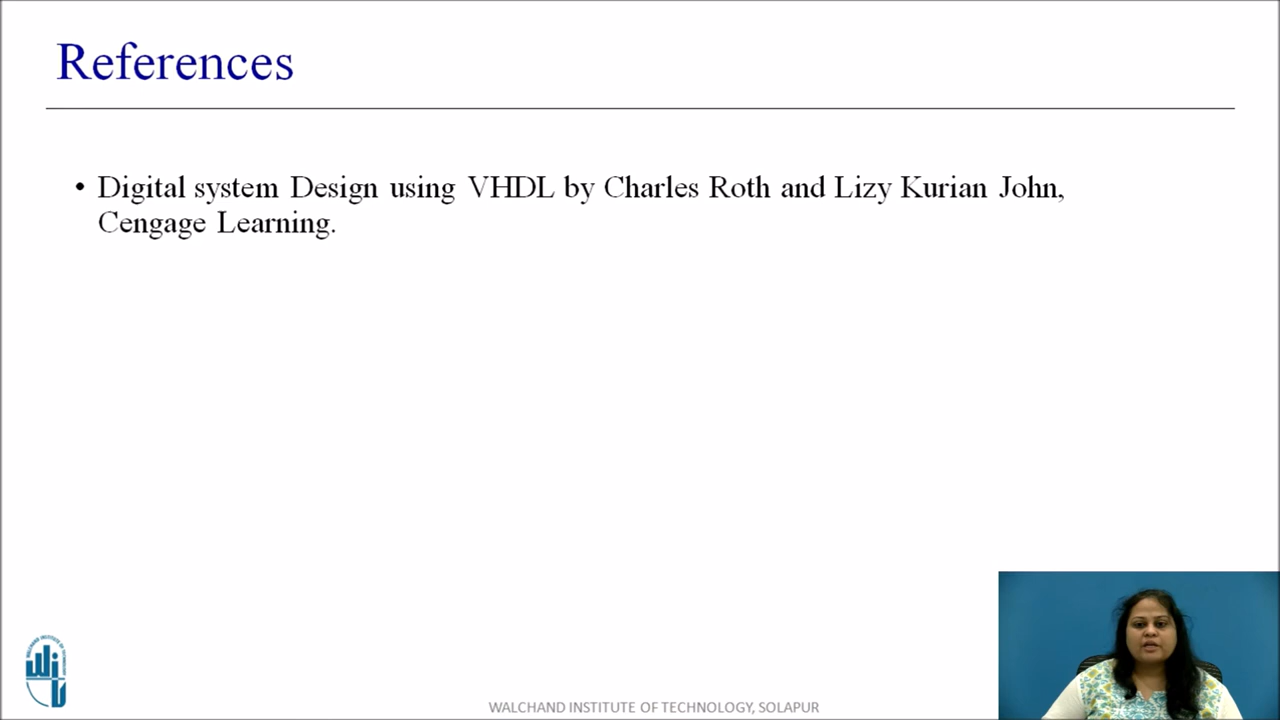 References
• Digital system Design using VHDL by Charles Roth and Lizy Kurian John,
Cengage Learning.
WALCHAND INSTITUTE OF TECHNOLOGY, SOLAPUR